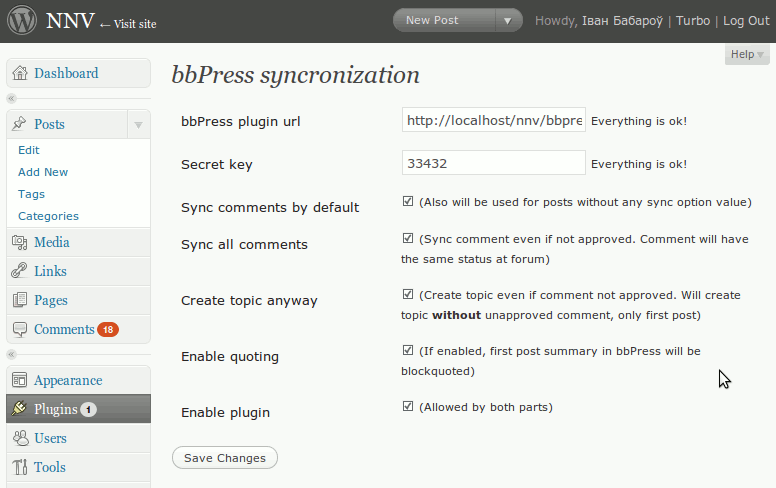 NNV ← Visit site
New Post
Howdy, Іван Бабароў | Turbo | Log Out
Help
Dashboard
Posts
Edit
Add New
Tags
Categories
Media
Links
Pages
Comments 18
Appearance
Plugins 1
Users
Tools
bbPress syncronization
bbPress plugin url
http://localhost/nnv/bbpre
Everything is ok!
Secret key
33432
Everything is ok!
Sync comments by default
(Also will be used for posts without any sync option value)
Sync all comments
(Sync comment even if not approved. Comment will have
the same status at forum)
Create topic anyway
(Create topic even if comment not approved. Will create
topic without unapproved comment, only first post)
Enable quoting
(If enabled, first post summary in bbPress will be
blockquoted)
Enable plugin
(Allowed by both parts)
Save Changes